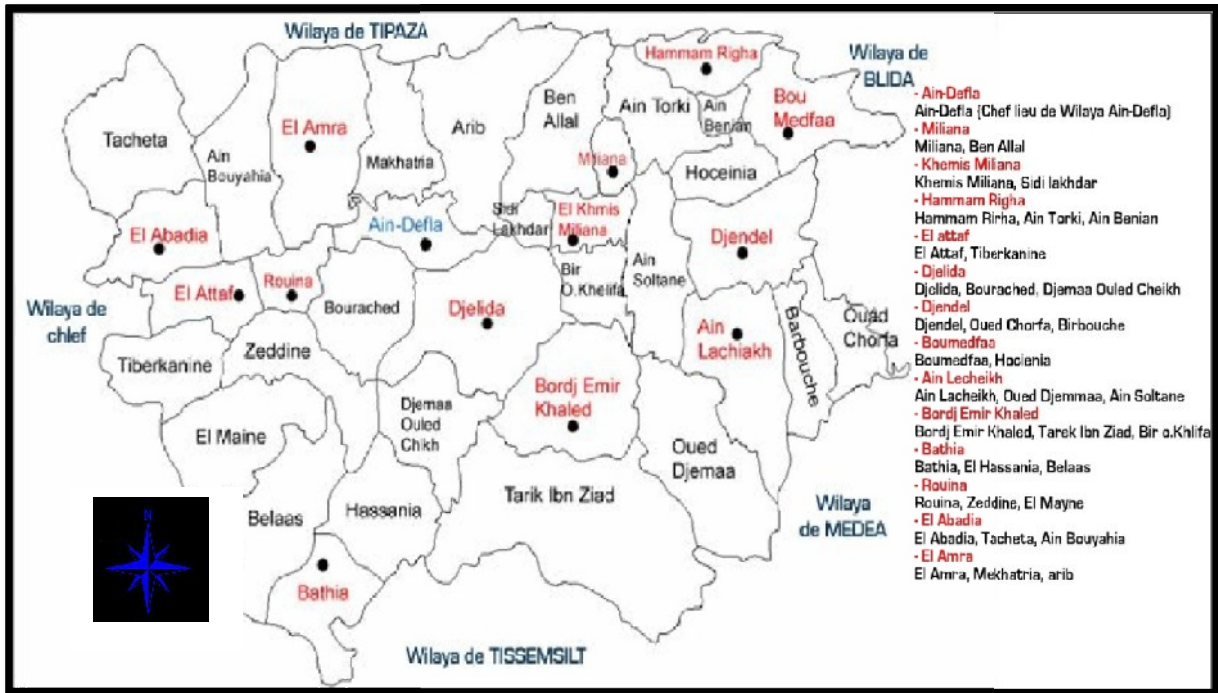 Wilaya de TIPAZA
Wilaya de
BLIDA
Hammam Righa
Tacheta
Ain
Bouyahia
El Amra
Makhatria
Arib
Ben
Allal
Ain Torki
Ain
Benian
Bou
Medfaa
Miliana
Hoceinia
El Abadia
Ain-Defla
Sidi
Lakhdar
El Khmis
Miliana
Djendel
El Attaf
Rouina
Bourached
Djelida
Bir
O.Khelifa
Ain
Soltane
Wilaya de
chlef
Tiberkanine
Zeddine
Ain
Lachiakh
Barbouche
Ouad
Chorfa
El Maine
Djemaa
Ouled
Chikh
Bordj Emir
Khaled
Oued
Djemaa
Belaas
Hassania
Tarik Ibn Ziad
Wilaya
de MEDEA
Bathia
Wilaya de TISSEMSILT
N
- Ain-Defla
Ain-Defla (Chef lieu de Wilaya Ain-Defla)
- Miliana
Miliana, Ben Allal
- Khemis Miliana
Khemis Miliana, Sidi lakhdar
- Hammam Righa
Hammam Rirha, Ain Torki, Ain Benian
- El attaf
El Attaf, Tiberkanine
- Djelida
Djelida, Bourached, Djemaa Ouled Cheikh
- Djendel
Djendel, Oued Chorfa, Birbouche
- Boumedfaa
Boumedfaa, Hocienia
- Ain Lecheikh
Ain Lacheikh, Oued Djemmaa, Ain Soltane
- Bordj Emir Khaled
Bordj Emir Khaled, Tarek Ibn Ziad, Bir o.Khlifa
- Bathia
Bathia, El Hassania, Belaas
- Rouina
Rouina, Zeddine, El Mayne
- El Abadia
El Abadia, Tacheta, Ain Bouyahia
- El Amra
El Amra, Mekhatria, arib